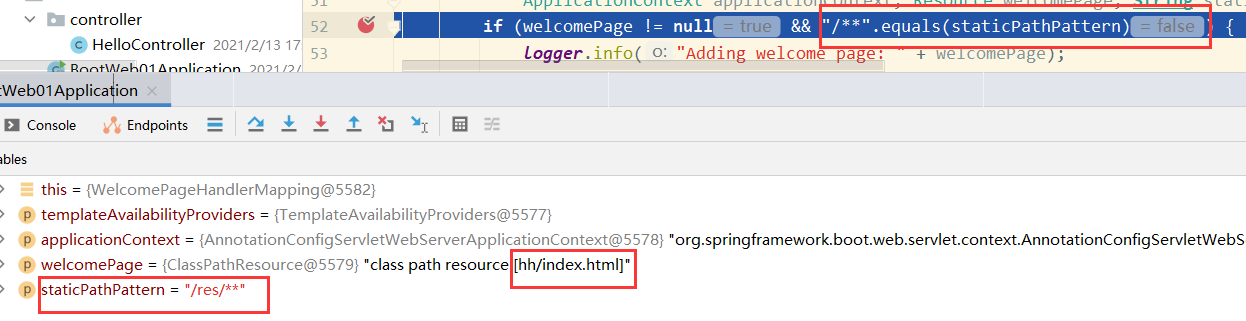 controller
HelloController 2021/2/13 17
BootWeb01Application 2021/2/
51 ApplicationContext applicationContext, Resource welcomePage, String stat
52 if (welcomePage != null = true && "/**".equals(staticPathPattern) = false ) {
53 logger.info( o: "Adding welcome page: " + welcomePage);
tWeb01Application ×
Console Endpoints
ables
this = {WelcomePageHandlerMapping@5582}
templateAvailabilityProviders = {TemplateAvailabilityProviders@5577}
applicationContext = {AnnotationConfigServletWebServerApplicationContext@5578} "org.springframework.boot.web.servlet.context.AnnotationConfigServletWebS
welcomePage = {ClassPathResource@5579} "class path resource [hh/index.html]"
staticPathPattern = "/res/**"